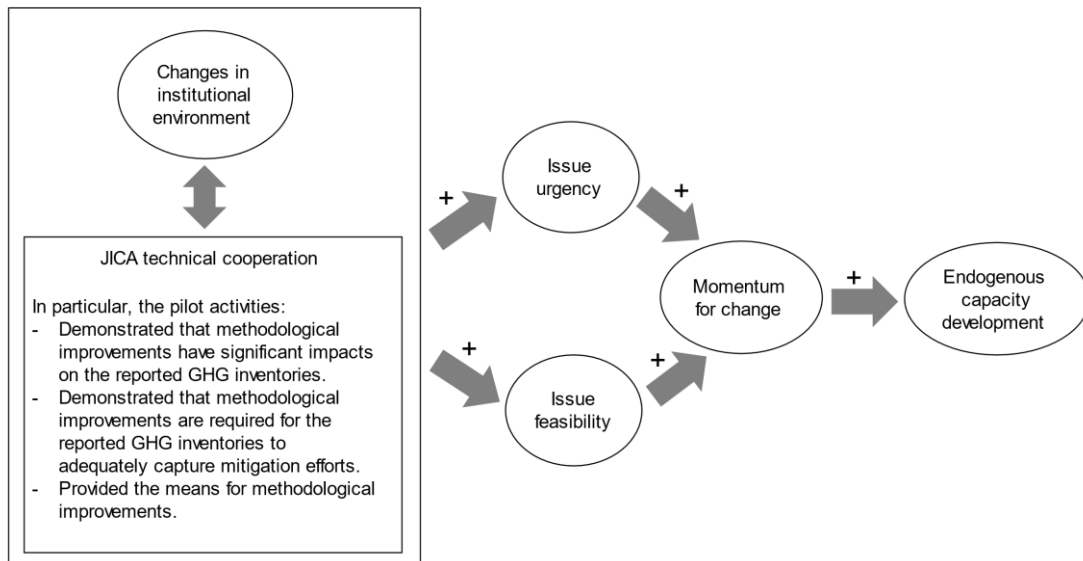 Changes in
institutional
environment
JICA technical cooperation
In particular, the pilot activities:
- Demonstrated that methodological
improvements have significant impacts
on the reported GHG inventories.
- Demonstrated that methodological
improvements are required for the
reported GHG inventories to
adequately capture mitigation efforts.
- Provided the means for methodological
improvements.
+
Issue
urgency
+
+
Issue
feasibility
+
Momentum
for change
+
Endogenous
capacity
development